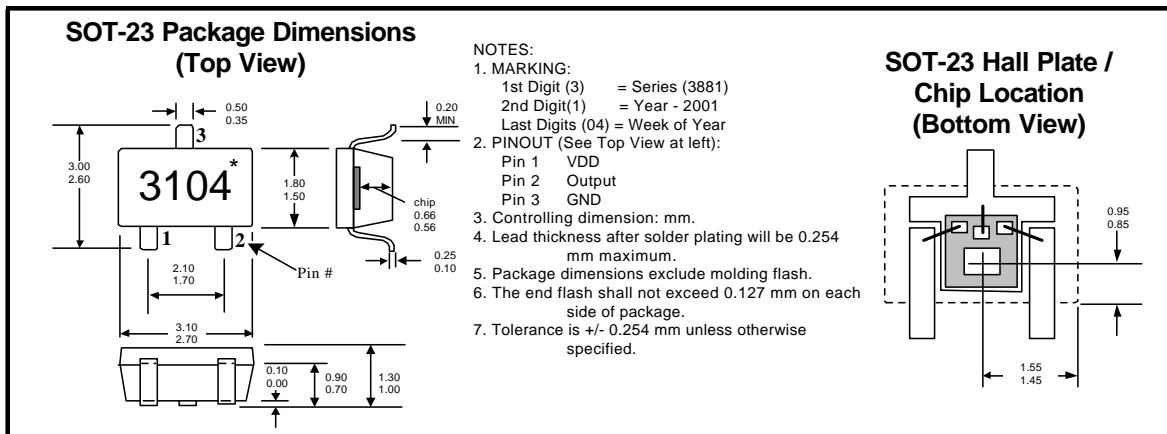 SOT-23 Package Dimensions
(Top View)
0.50
0.35
3
3.00
2.60
3104*
1
2
Pin #
2.10
1.70
3.10
2.70
1.80
1.50
0.20
MIN
chip
0.66
0.56
0.25
0.10
0.10
0.00
0.90
0.70
1.30
1.00
NOTES:
1. MARKING:
1st Digit (3) = Series (3881)
2nd Digit(1) = Year - 2001
Last Digits (04) = Week of Year
2. PINOUT (See Top View at left):
Pin 1 VDD
Pin 2 Output
Pin 3 GND
3. Controlling dimension: mm.
4. Lead thickness after solder plating will be 0.254
mm maximum.
5. Package dimensions exclude molding flash.
6. The end flash shall not exceed 0.127 mm on each
side of package.
7. Tolerance is +/- 0.254 mm unless otherwise
specified.
SOT-23 Hall Plate /
Chip Location
(Bottom View)
0.95
0.85
1.55
1.45